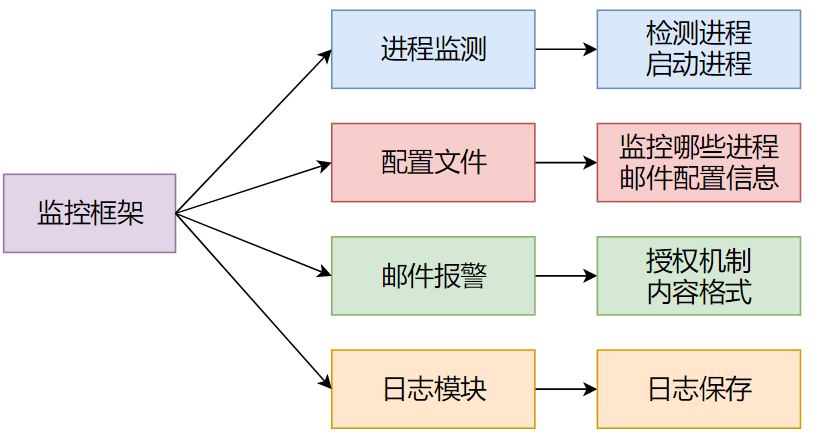 监控框架
进程监测
检测进程
启动进程
配置文件
监控哪些进程
邮件配置信息
邮件报警
授权机制
内容格式
日志模块
日志保存